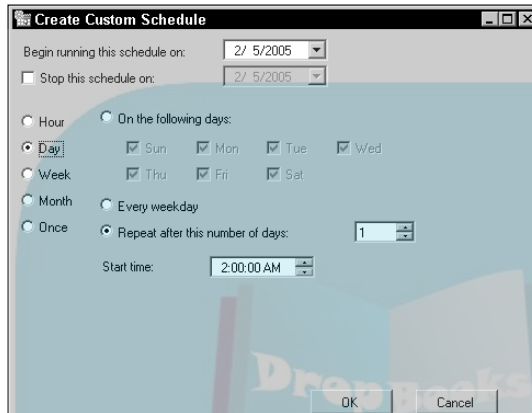 Create Custom Schedule
Begin running this schedule on: 2/ 5/2005
Stop this schedule on: 2/ 5/2005
Hour
Day
Week
Month
Once
On the following days:
Sun Mon Tue Wed
Thu Fri Sat
Every weekday
Repeat after this number of days: 1
Start time: 2:00:00 AM
DropBooks
OK Cancel